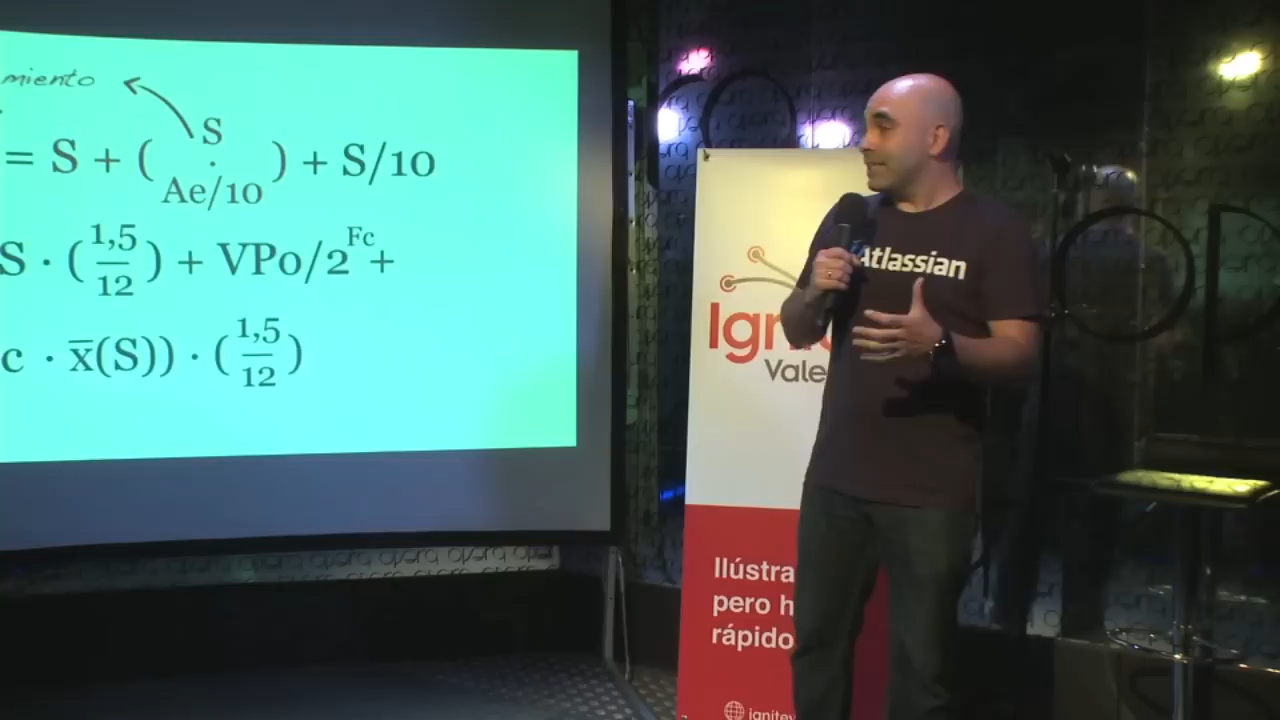 miento
= S + ( S · Ae/10 ) + S/10
S · ( 1,5/12 ) + VPo/2^Fc +
c · x̅(S)) · ( 1,5/12 )
Atlassian
Vale
Ilústra
pero h
rápido
ignitev